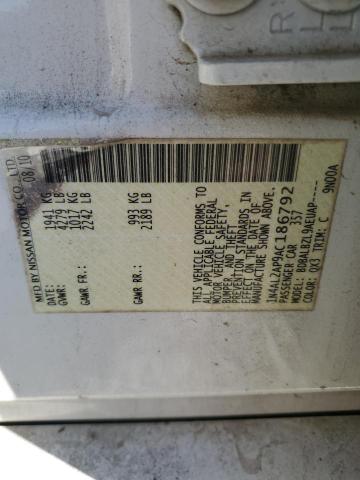 MFD BY NISSAN MOTOR CO., LTD.
DATE: 08/10
GVWR: 1941 KG
4279 LB
GAWR FR: 1017 KG
2242 LB
GAWR RR: 993 KG
2189 LB
THIS VEHICLE CONFORMS TO ALL
APPLICABLE FEDERAL
MOTOR VEHICLE SAFETY,
BUMPER, AND THEFT
PREVENTION STANDARDS
IN EFFECT ON THE DATE OF
MANUFACTURE SHOWN ABOVE.
1N4AL2AP9AC186792
PASSENGER CAR 357
MODEL: BDBALBZL9AEUAP----
COLOR: QX3 TRIM: C 9N00A
R L L